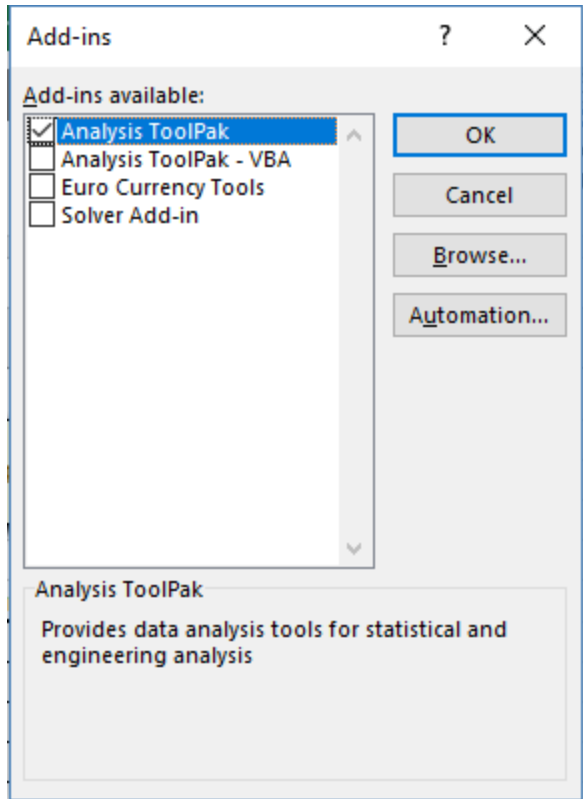 Add-ins ?
Add-ins available:
Analysis ToolPak
Analysis ToolPak - VBA
Euro Currency Tools
Solver Add-in
OK
Cancel
Browse...
Automation...
Analysis ToolPak
Provides data analysis tools for statistical and
engineering analysis